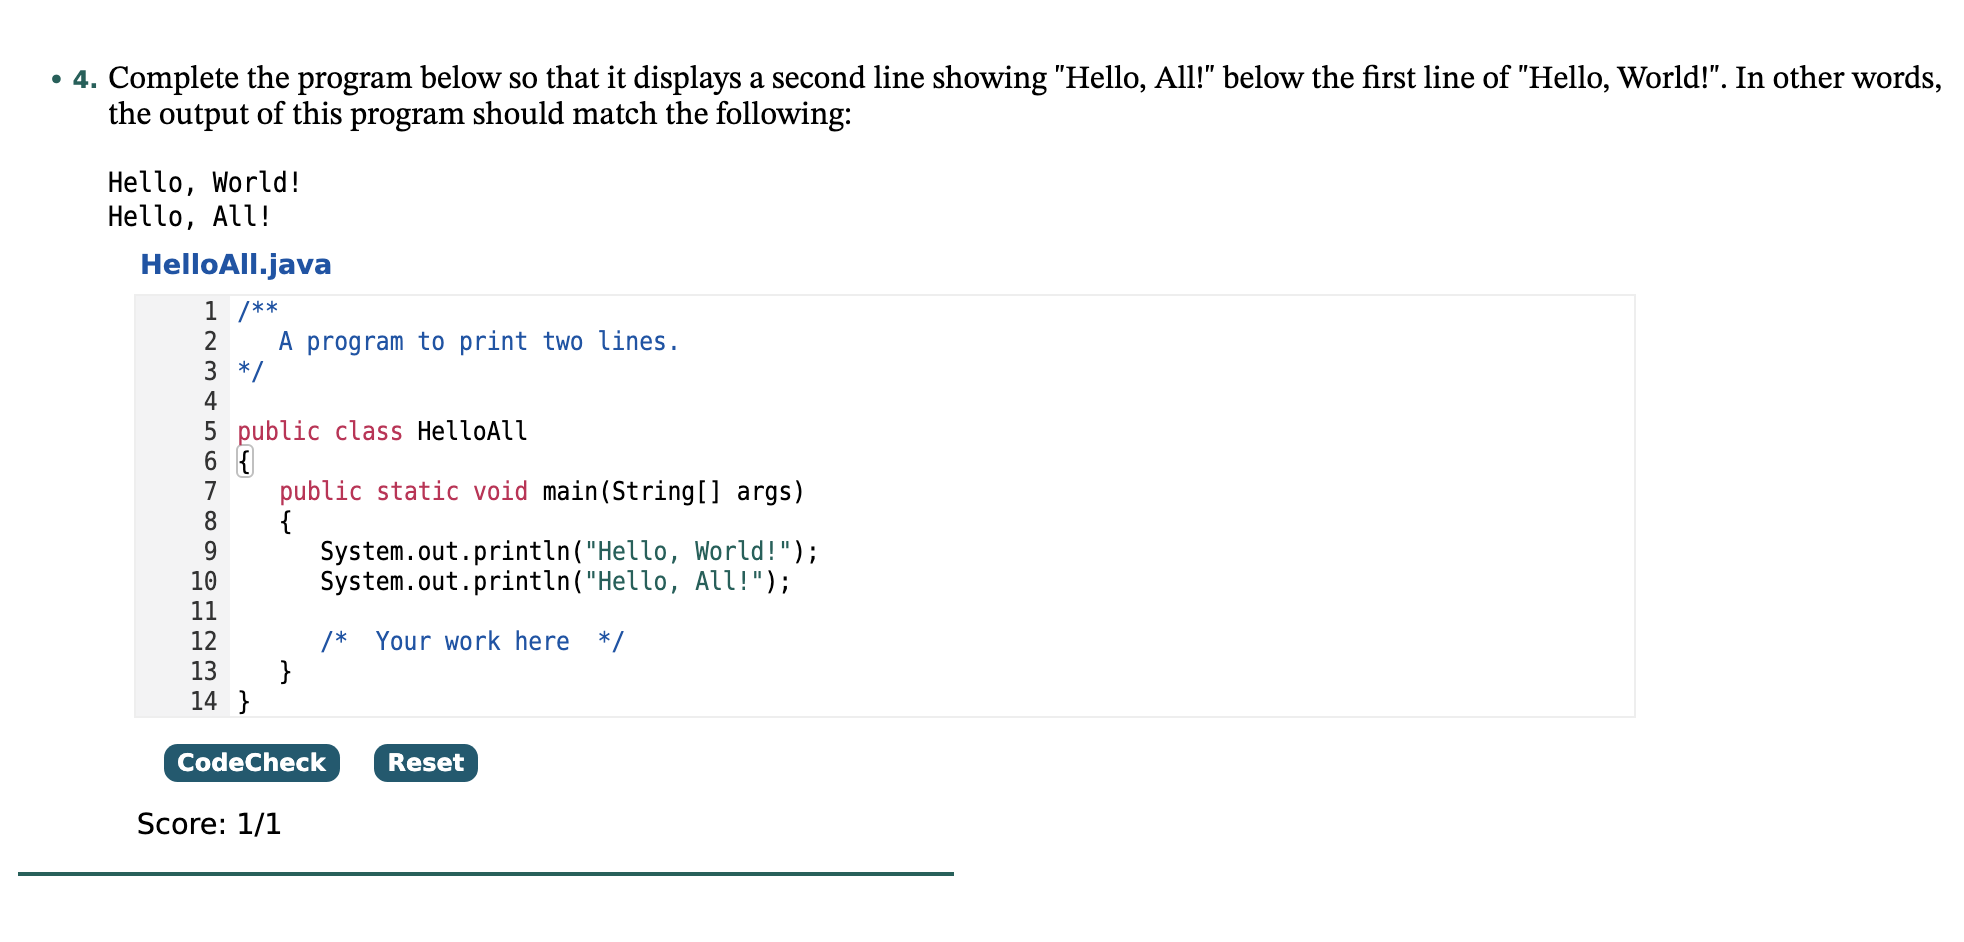 • 4. Complete the program below so that it displays a second line showing "Hello, All!" below the first line of "Hello, World!". In other words,
the output of this program should match the following:
Hello, World!
Hello, All!
HelloAll.java
1 /**
2    A program to print two lines.
3 */
4
5 public class HelloAll
6 {
7    public static void main(String[] args)
8    {
9       System.out.println("Hello, World!");
10       System.out.println("Hello, All!");
11
12       /*  Your work here  */
13    }
14 }
CodeCheck Reset
Score: 1/1